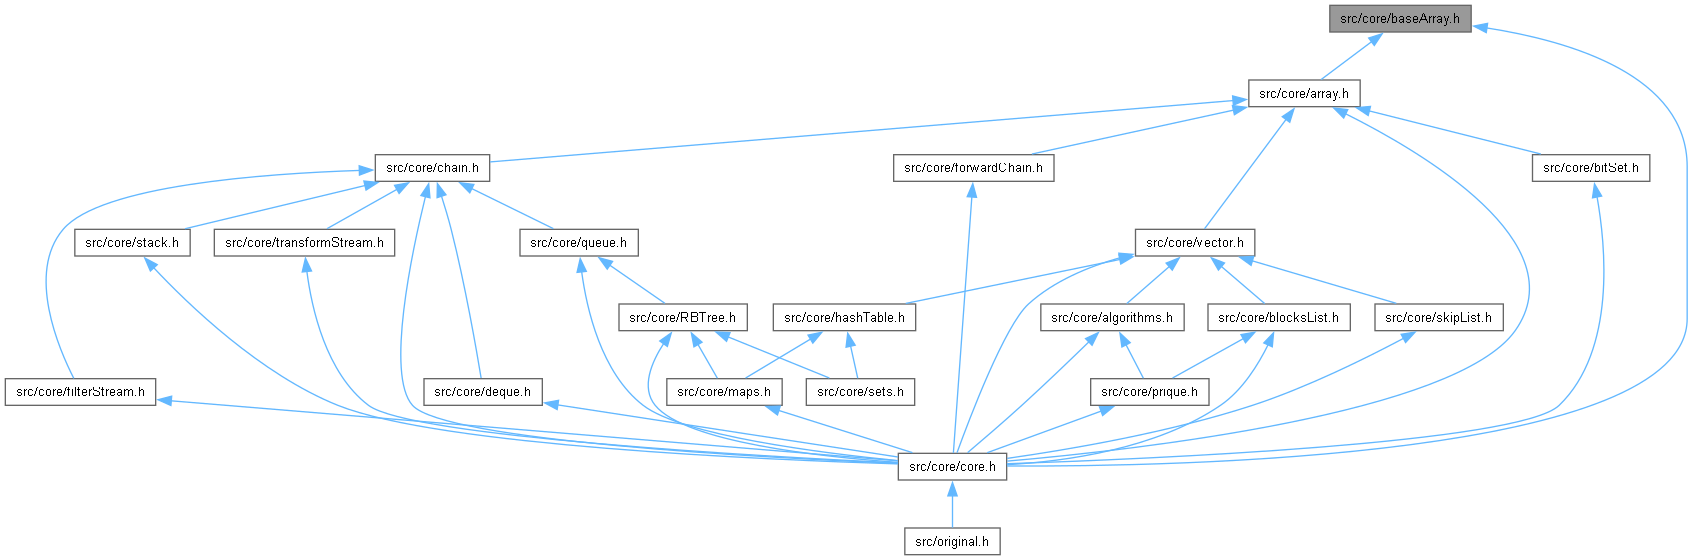 src/core/baseArray.h
src/core/array.h
src/core/chain.h
src/core/forwardChain.h
src/core/bitSet.h
src/core/stack.h
src/core/transformStream.h
src/core/queue.h
src/core/vector.h
src/core/RBTree.h
src/core/hashTable.h
src/core/algorithms.h
src/core/blocksList.h
src/core/skipList.h
src/core/filterStream.h
src/core/deque.h
src/core/maps.h
src/core/sets.h
src/core/prique.h
src/core/core.h
src/original.h